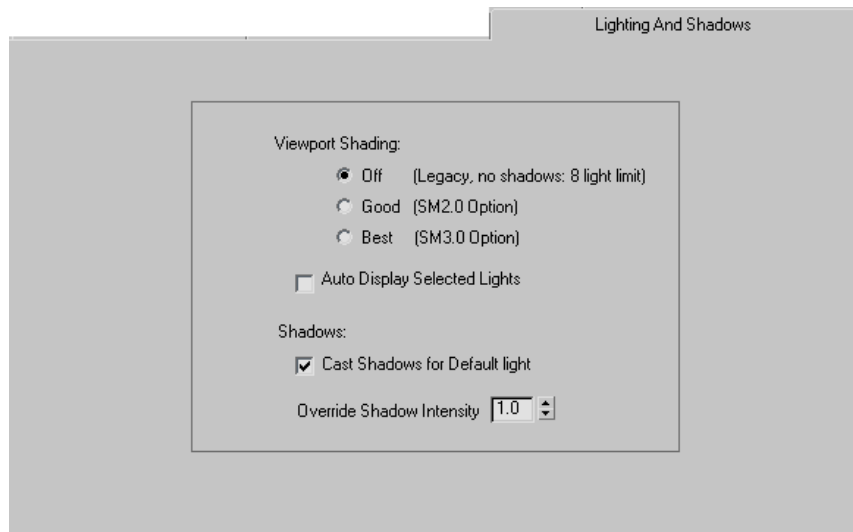 Lighting And Shadows
Viewport Shading:
Off (Legacy, no shadows: 8 light limit)
Good (SM2.0 Option)
Best (SM3.0 Option)
Auto Display Selected Lights
Shadows:
Cast Shadows for Default light
Override Shadow Intensity 1.0